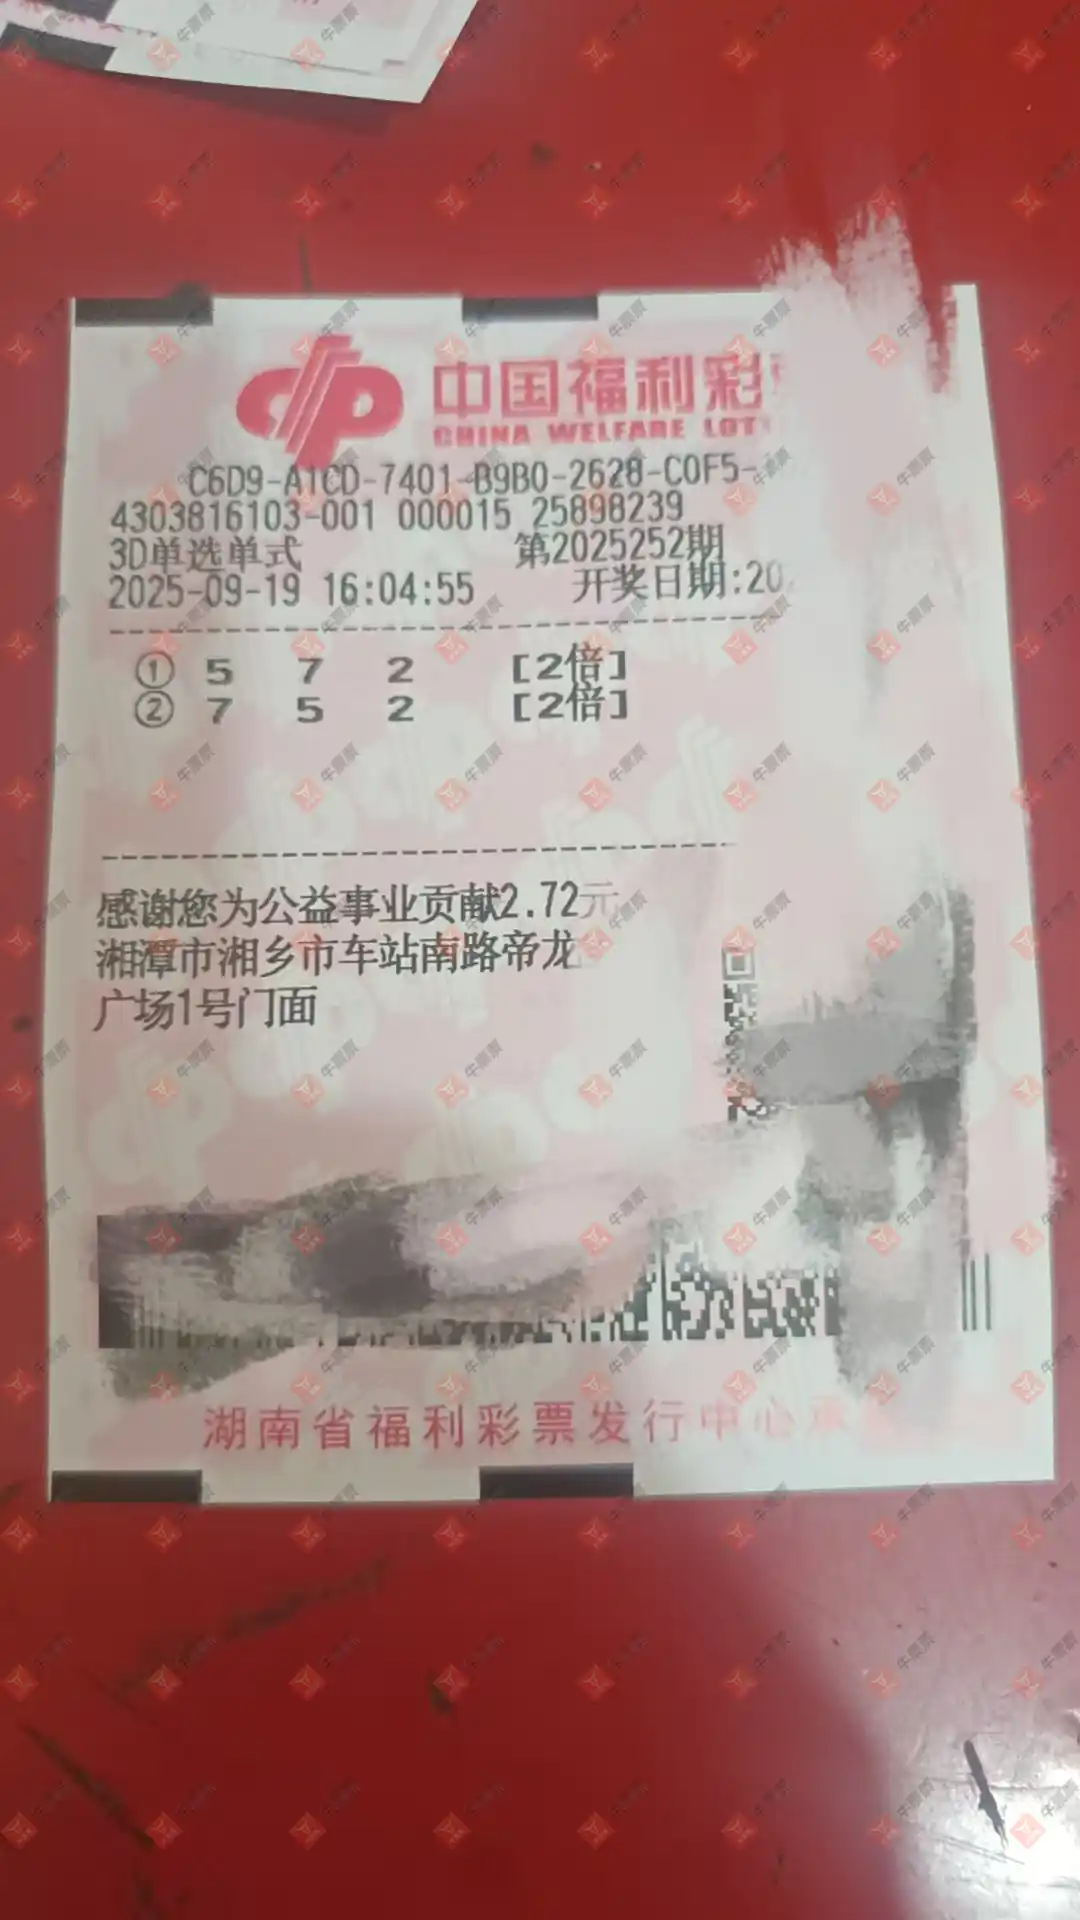 中国福利彩
CHINA WELFARE LOT
C6D9-A1CD-7401-B9B0-2628-C0F5-
4303816103-001 000015 25898239
3D单选单式 第2025252期
2025-09-19 16:04:55 开奖日期:20
① 5 7 2 [2倍]
② 7 5 2 [2倍]
感谢您为公益事业贡献2.72元
湘潭市湘乡市车站南路帝龙
广场1号门面
湖南省福利彩票发行中心承
牛票票